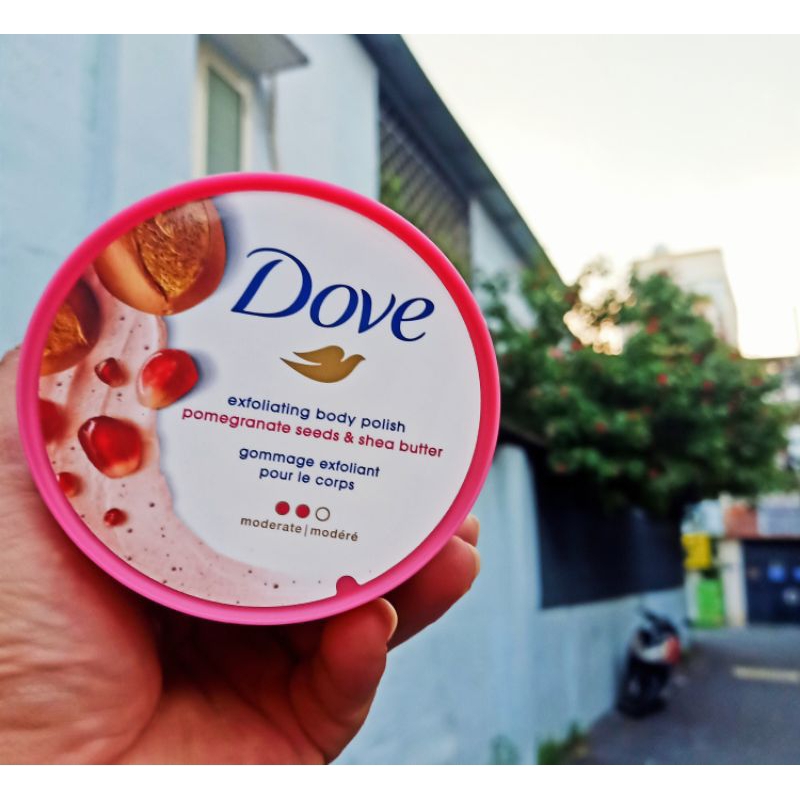 Dove
exfoliating body polish
pomegranate seeds & shea butter
gommage exfoliant
pour le corps
moderate | modéré